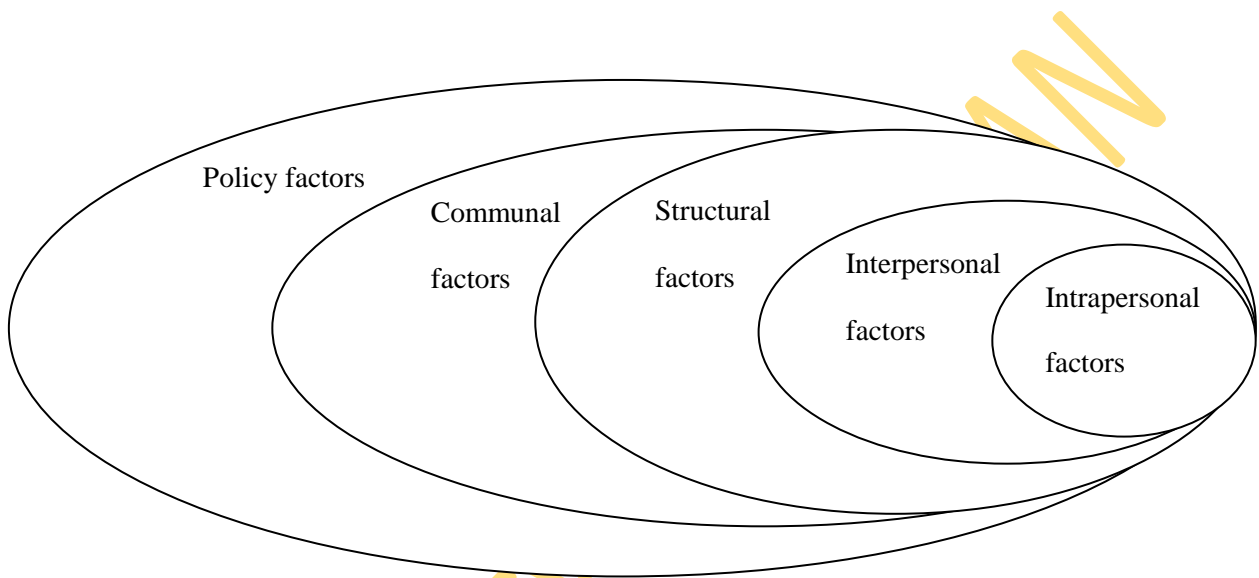 Policy factors
Communal
factors
Structural
factors
Interpersonal
factors
Intrapersonal
factors